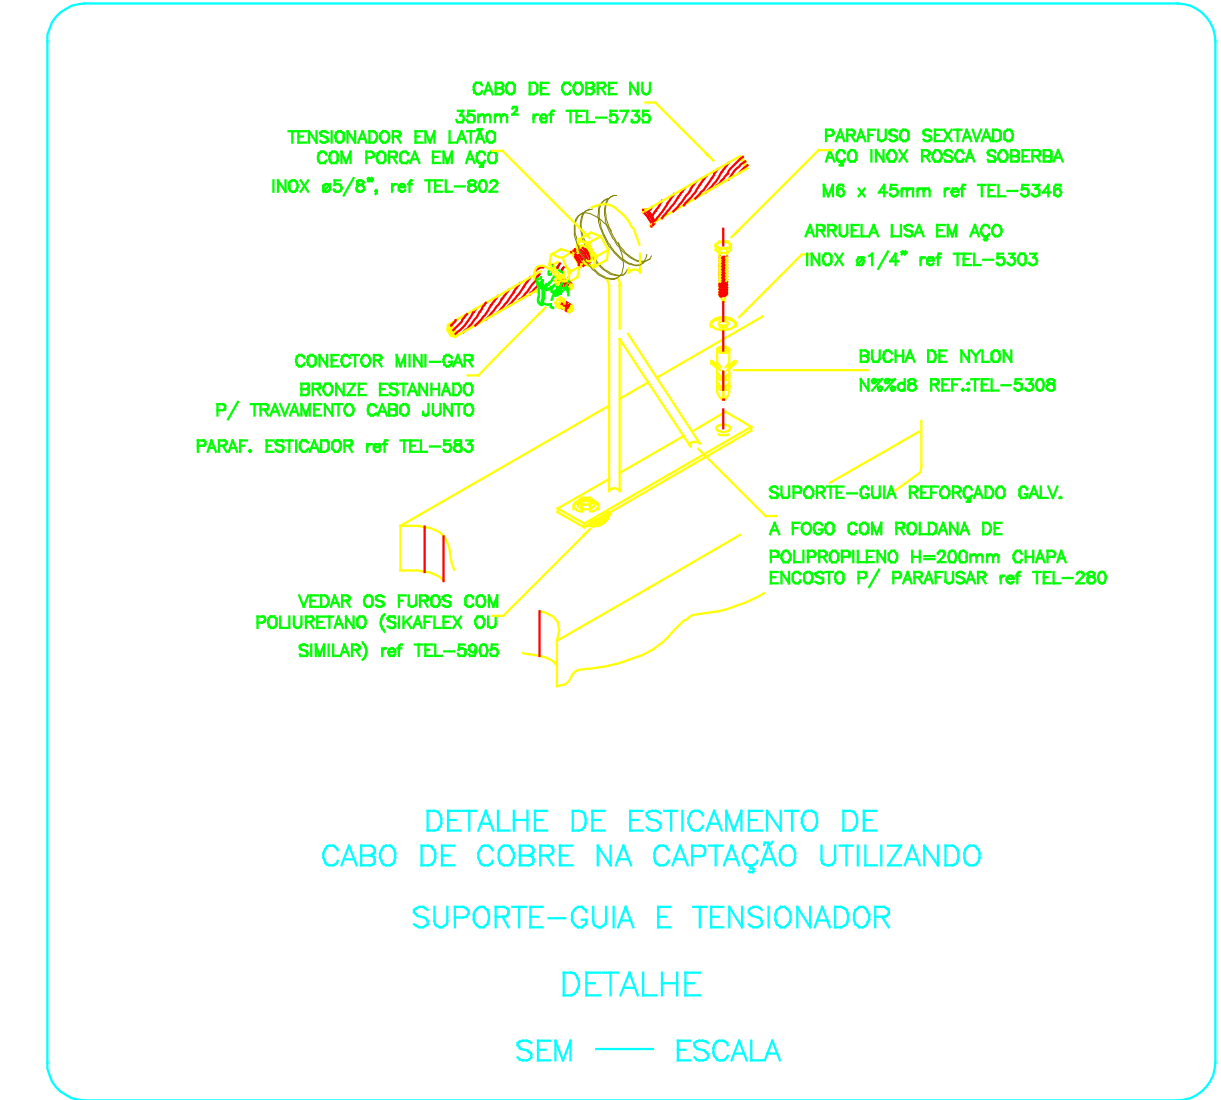 CABO DE COBRE NU
35mm² ref TEL-5735
TENSIONADOR EM LATÃO
COM PORCA EM AÇO
INOX ø5/8", ref TEL-802
PARAFUSO SEXTAVADO
AÇO INOX ROSCA SOBERBA
M6 x 45mm ref TEL-5346
ARRUELA LISA EM AÇO
INOX ø1/4" ref TEL-5303
CONECTOR MINI-GAR
BRONZE ESTANHADO
P/ TRAVAMENTO CABO JUNTO
PARAF. ESTICADOR ref TEL-583
BUCHA DE NYLON
N%%d8 REF.:TEL-5308
SUPORTE-GUIA REFORÇADO GALV.
A FOGO COM ROLDANA DE
POLIPROPILENO H=200mm CHAPA
ENCOSTO P/ PARAFUSAR ref TEL-280
VEDAR OS FUROS COM
POLIURETANO (SIKAFLEX OU
SIMILAR) ref TEL-5905
DETALHE DE ESTICAMENTO DE
CABO DE COBRE NA CAPTAÇÃO UTILIZANDO
SUPORTE-GUIA E TENSIONADOR
DETALHE
SEM — ESCALA